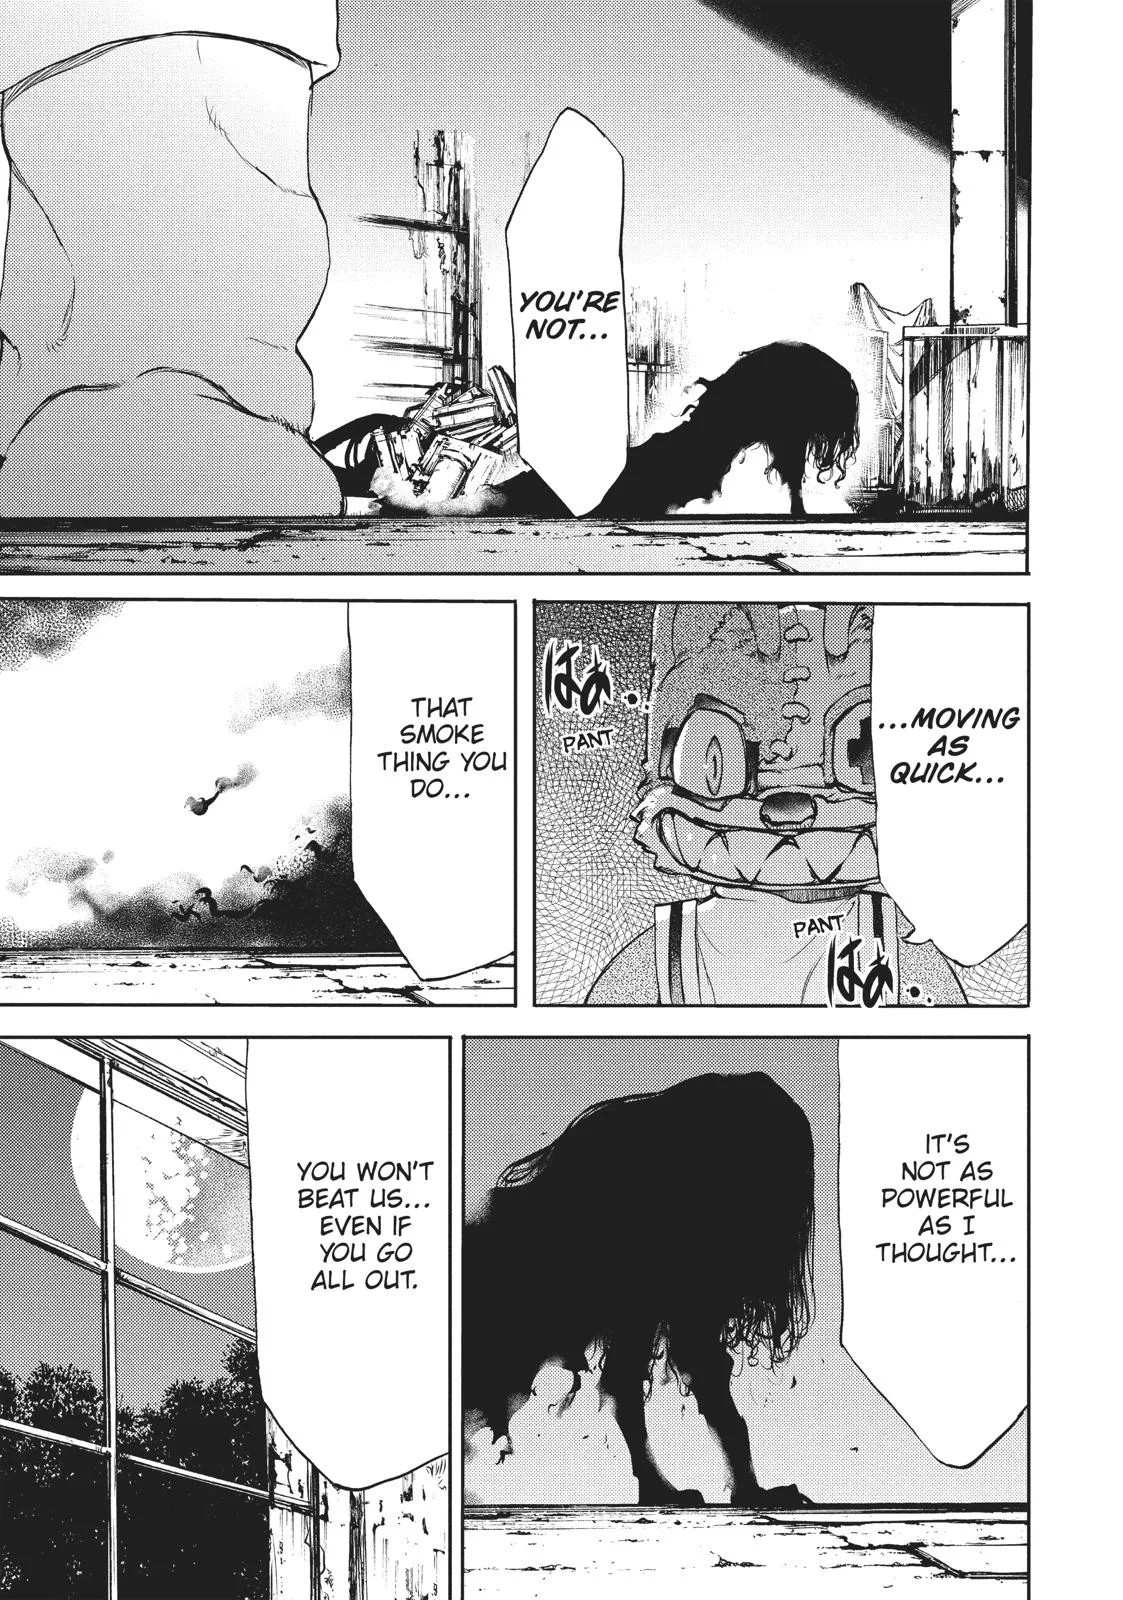 YOU'RE
NOT...
...MOVING
AS
QUICK...
はぁ..
PANT
PANT
はぁ..
THAT
SMOKE
THING YOU
DO...
IT'S
NOT AS
POWERFUL
AS I
THOUGHT...
YOU WON'T
BEAT US...
EVEN IF
YOU GO
ALL OUT.